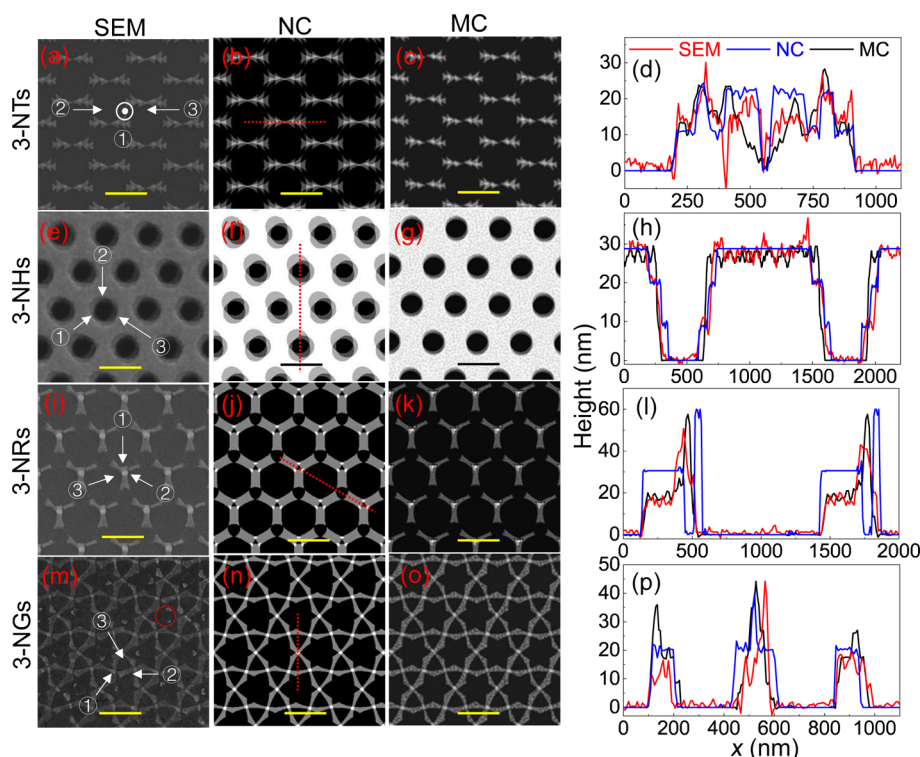 SEM NC MC
3-NTs
(a) (b) (c)
② ③
①
(d)
SEM NC MC
35
30
20
10
0
250 500 750 1000
3-NHs
(e) (f) (g)
②
① ③
(h)
30
20
10
0
0 500 1000 1500 2000
3-NRs
(i) (j) (k)
①
③ ②
(l)
60
40
20
0
0 500 1000 1500 2000
3-NGs
(m) (n) (o)
③
① ②
(p)
50
40
30
20
10
0
0 200 400 600 800 1000
Height (nm)
x (nm)